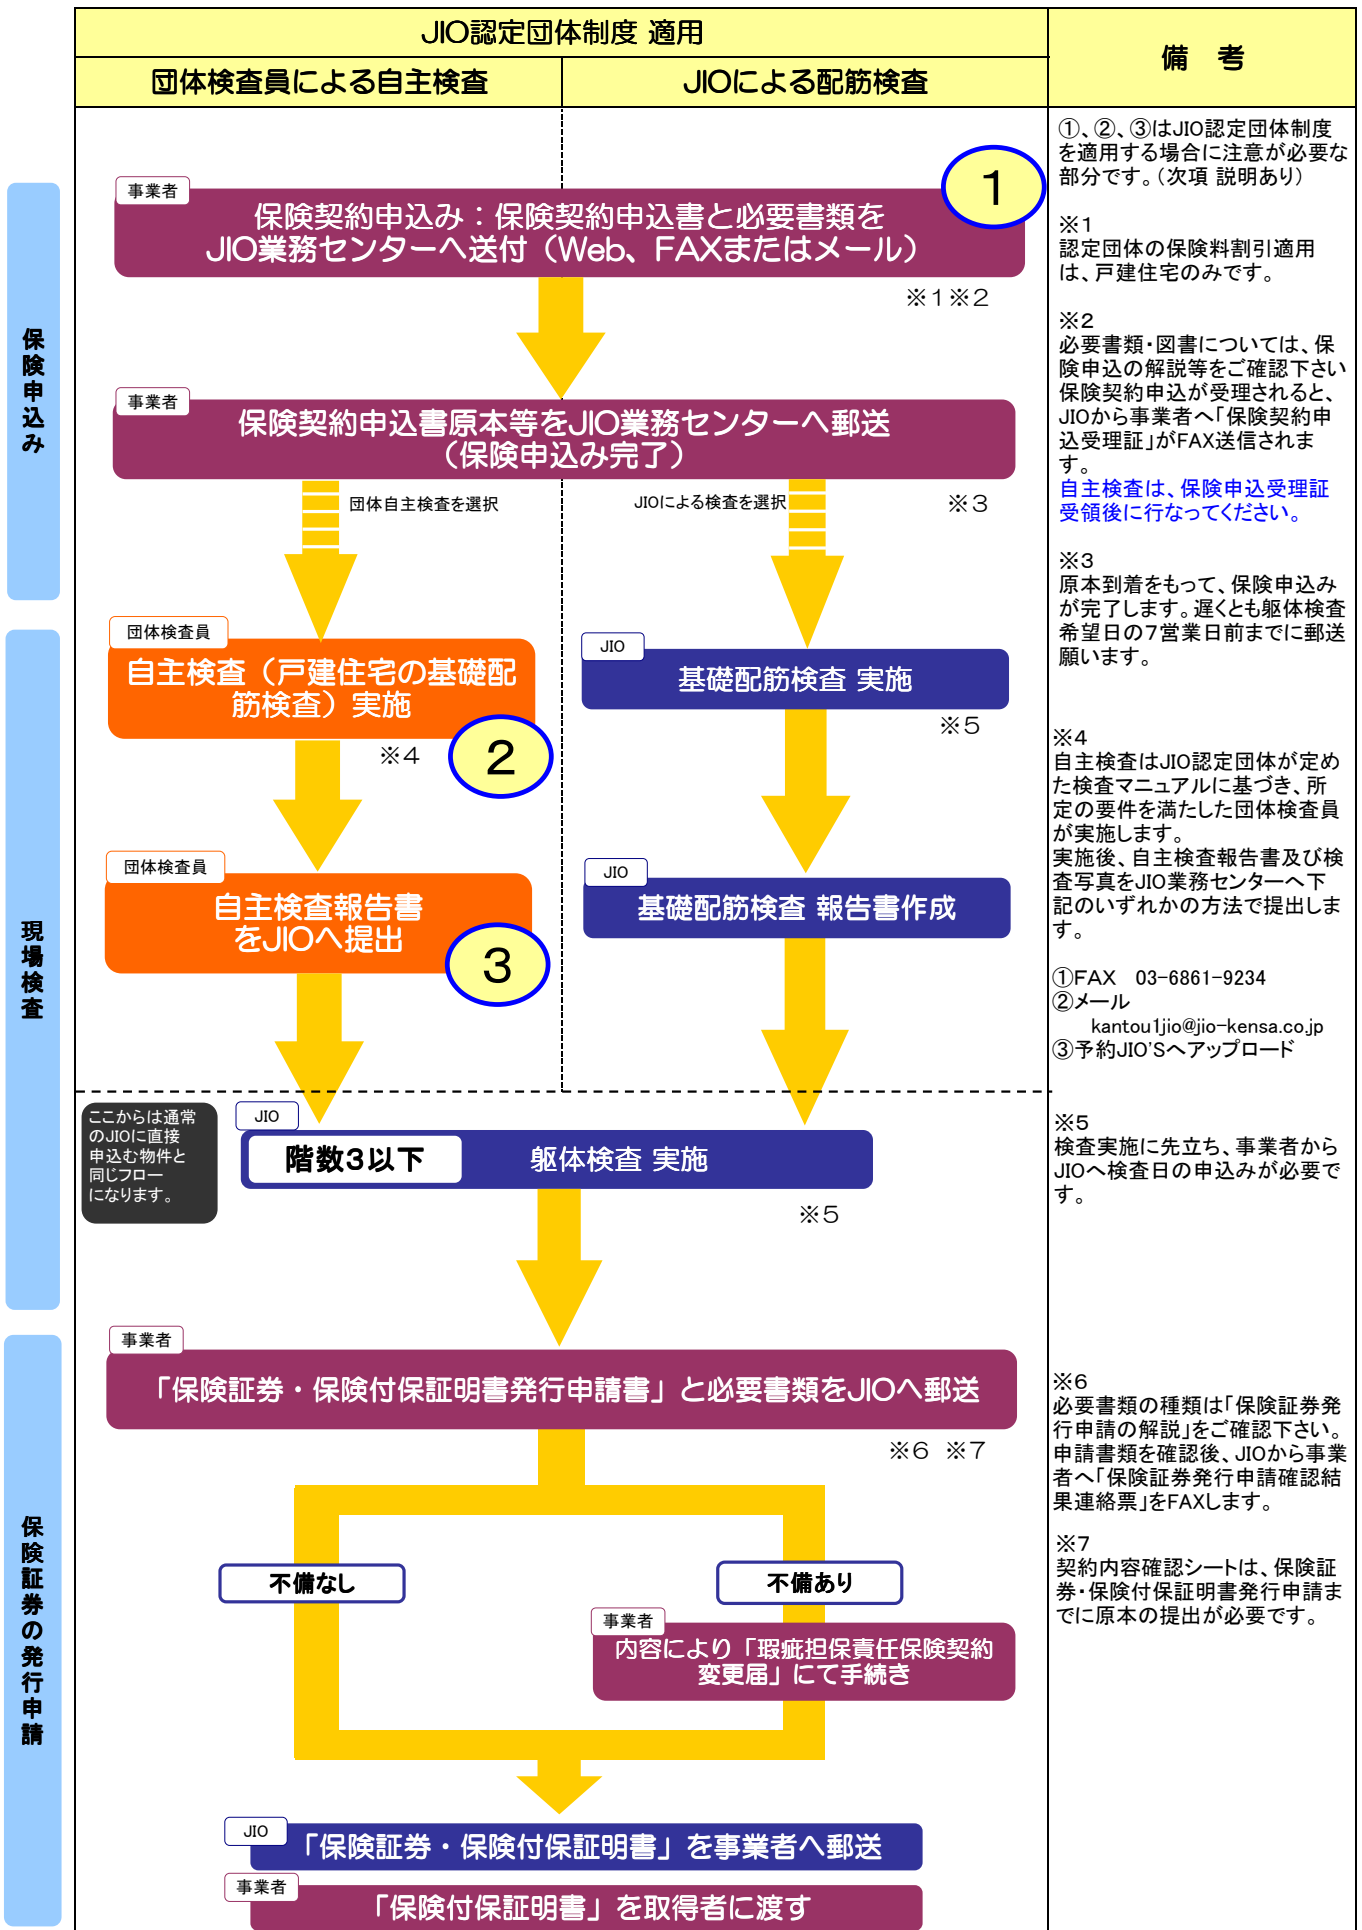 JIO認定団体制度 適用
備　考
団体検査員による自主検査
JIOによる配筋検査
保険申込み
事業者
1
保険契約申込み：保険契約申込書と必要書類を
JIO業務センターへ送付（Web、FAXまたはメール）
※1※2
事業者
保険契約申込書原本等をJIO業務センターへ郵送
（保険申込み完了）
団体自主検査を選択
JIOによる検査を選択
※3
現場検査
団体検査員
自主検査（戸建住宅の基礎配
筋検査）実施
※4
2
JIO
基礎配筋検査 実施
※5
団体検査員
自主検査報告書
をJIOへ提出
3
JIO
基礎配筋検査 報告書作成
ここからは通常
のJIOに直接
申込む物件と
同じフロー
になります。
JIO
階数3以下
躯体検査 実施
※5
保険証券の発行申請
事業者
「保険証券・保険付保証明書発行申請書」と必要書類をJIOへ郵送
※6 ※7
不備なし
不備あり
事業者
内容により「瑕疵担保責任保険契約
変更届」にて手続き
JIO
「保険証券・保険付保証明書」を事業者へ郵送
事業者
「保険付保証明書」を取得者に渡す
①、②、③はJIO認定団体制度
を適用する場合に注意が必要な
部分です。（次項 説明あり）
※1
認定団体の保険料割引適用
は、戸建住宅のみです。
※2
必要書類・図書については、保
険申込の解説等をご確認下さい
保険契約申込が受理されると、
JIOから事業者へ「保険契約申
込受理証」がFAX送信されま
す。
自主検査は、保険申込受理証
受領後に行なってください。
※3
原本到着をもって、保険申込み
が完了します。遅くとも躯体検査
希望日の７営業日前までに郵送
願います。
※4
自主検査はJIO認定団体が定め
た検査マニュアルに基づき、所
定の要件を満たした団体検査員
が実施します。
実施後、自主検査報告書及び検
査写真をJIO業務センターへ下
記のいずれかの方法で提出しま
す。
①FAX　03-6861-9234
②メール
kantou1jio@jio-kensa.co.jp
③予約JIO'Sへアップロード
※5
検査実施に先立ち、事業者から
JIOへ検査日の申込みが必要で
す。
※6
必要書類の種類は「保険証券発
行申請の解説」をご確認下さい。
申請書類を確認後、JIOから事業
者へ「保険証券発行申請確認結
果連絡票」をFAXします。
※7
契約内容確認シートは、保険証
券・保険付保証明書発行申請ま
でに原本の提出が必要です。